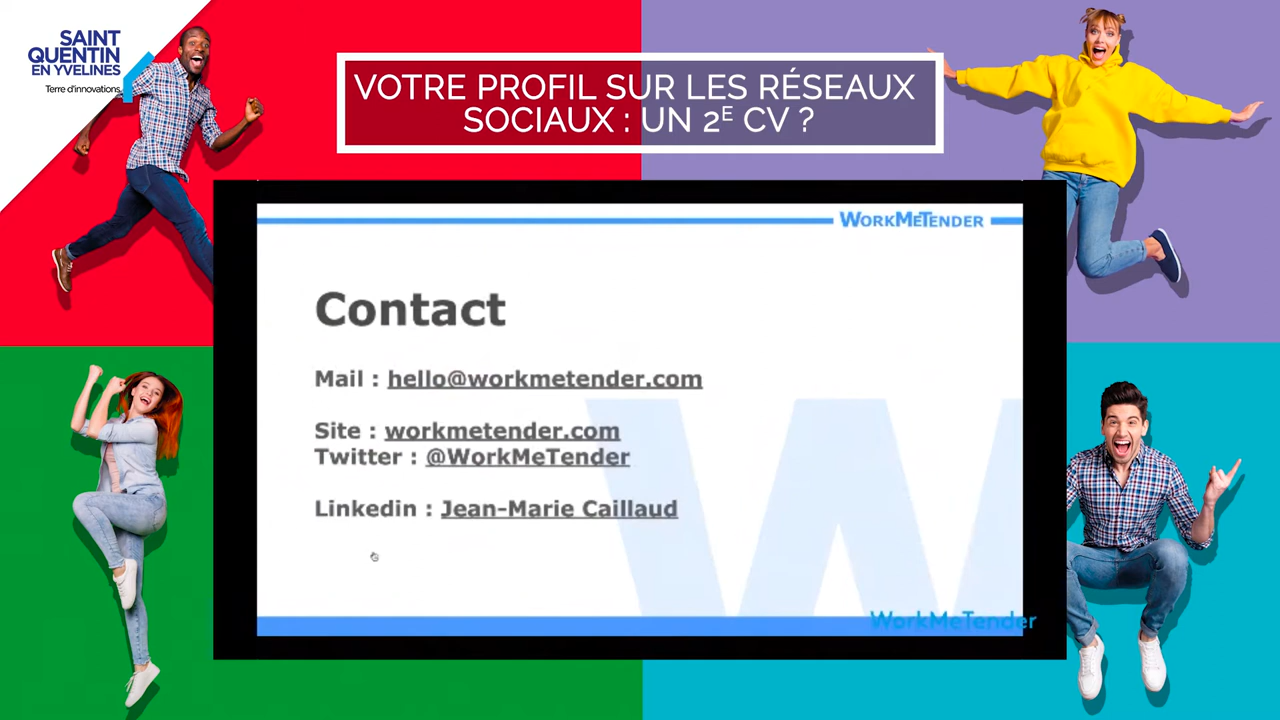 SAINT
QUENTIN
EN YVELINES
Terre d'innovations
VOTRE PROFIL SUR LES RÉSEAUX
SOCIAUX : UN 2E CV ?
WORKMETENDER
Contact
Mail : hello@workmetender.com
Site : workmetender.com
Twitter : @WorkMeTender
Linkedin : Jean-Marie Caillaud
WorkMeTender